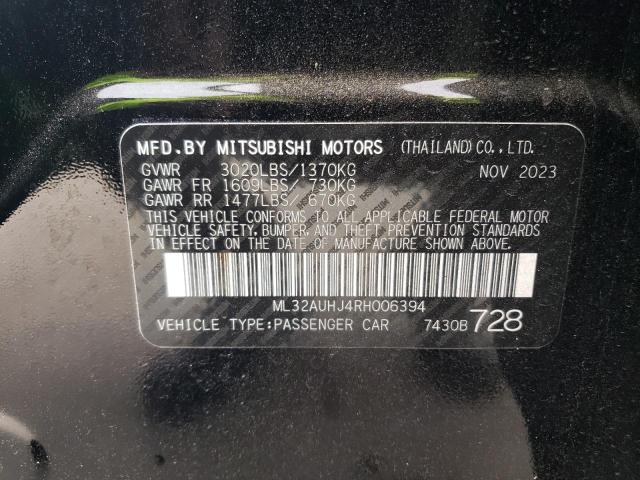 MFD.BY MITSUBISHI MOTORS (THAILAND)CO.,LTD.
GVWR 3020LBS/1370KG NOV 2023
GAWR FR 1609LBS/ 730KG
GAWR RR 1477LBS/ 670KG
THIS VEHICLE CONFORMS TO ALL APPLICABLE FEDERAL MOTOR
VEHICLE SAFETY, BUMPER, AND THEFT PREVENTION STANDARDS
IN EFFECT ON THE DATE OF MANUFACTURE SHOWN ABOVE.
ML32AUHJ4RH006394
VEHICLE TYPE:PASSENGER CAR 7430B 728